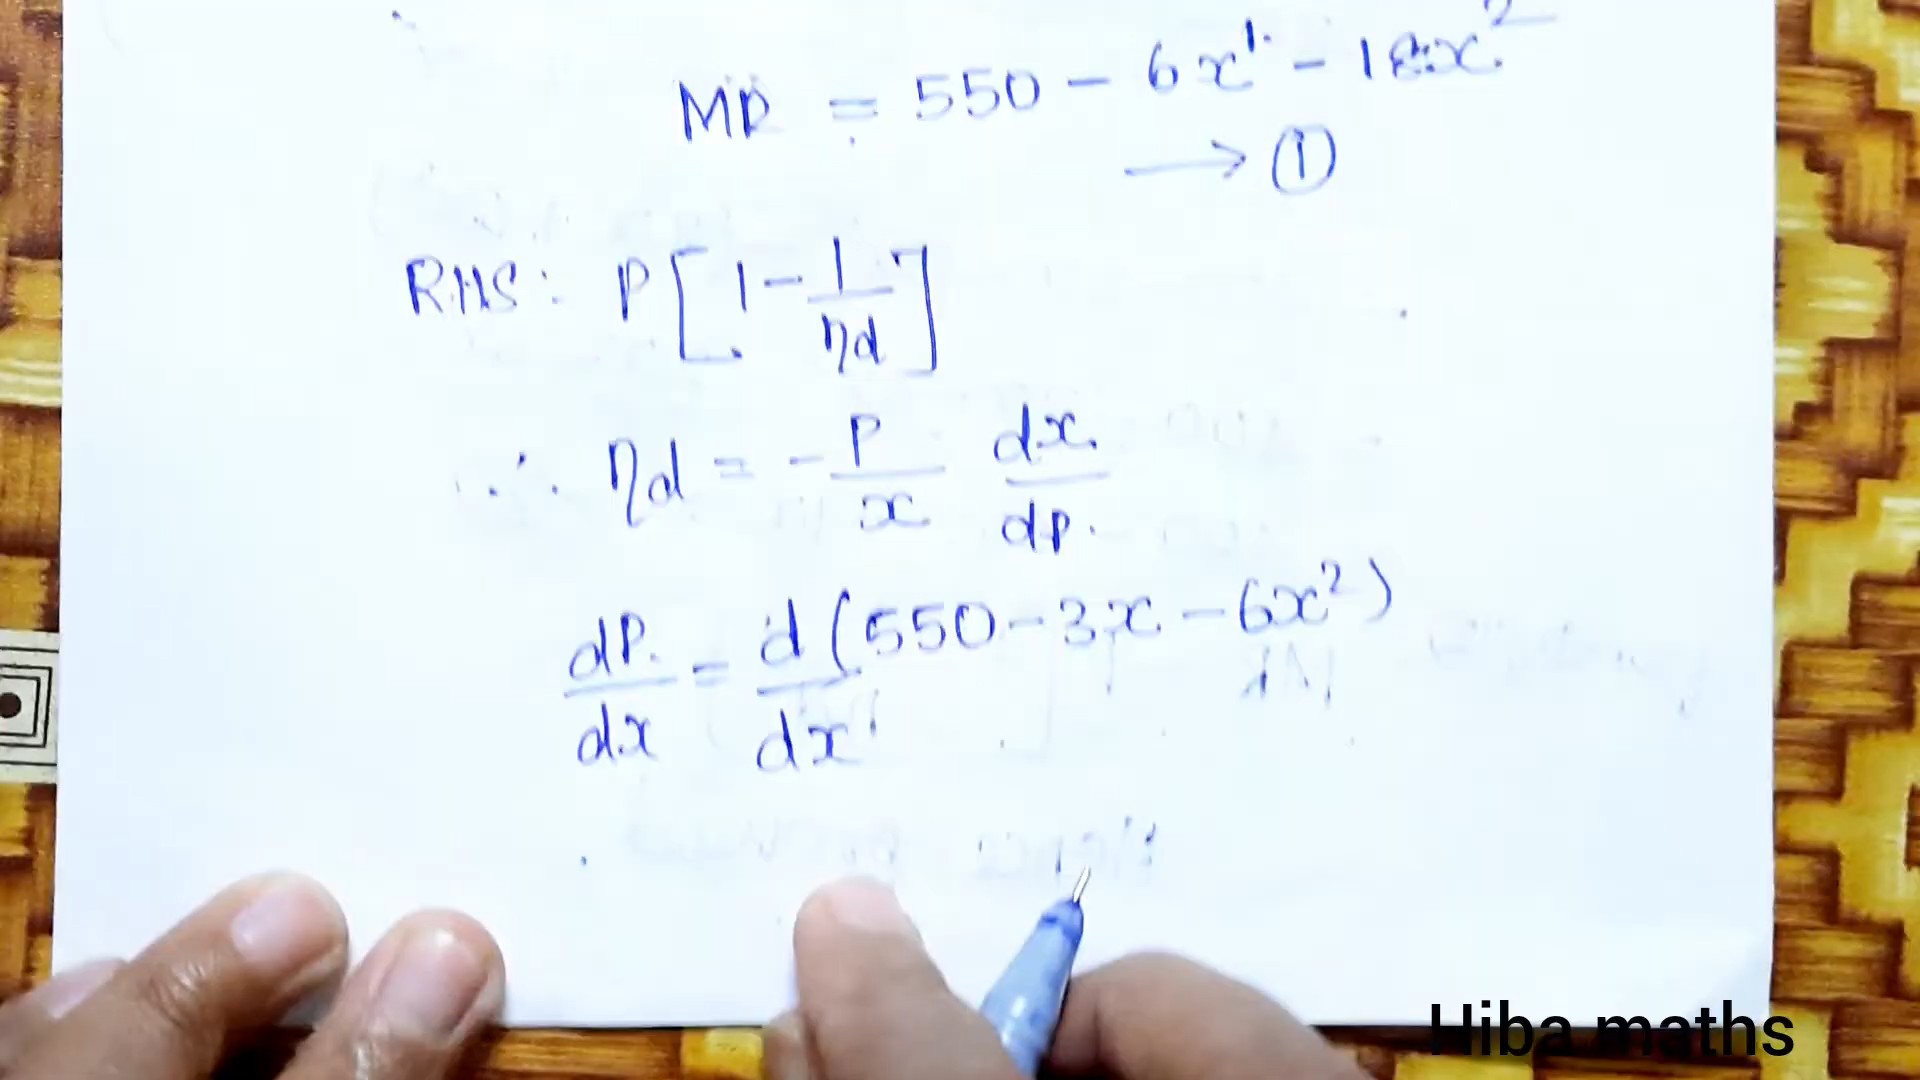 MR = 550 - 6x¹ - 18x²
→ ①
RHS: P[1 - 1/ηd]
∴ ηd = - P/x dx/dp.
dP/dx = d/dx (550 - 3x - 6x²)
Hiba maths